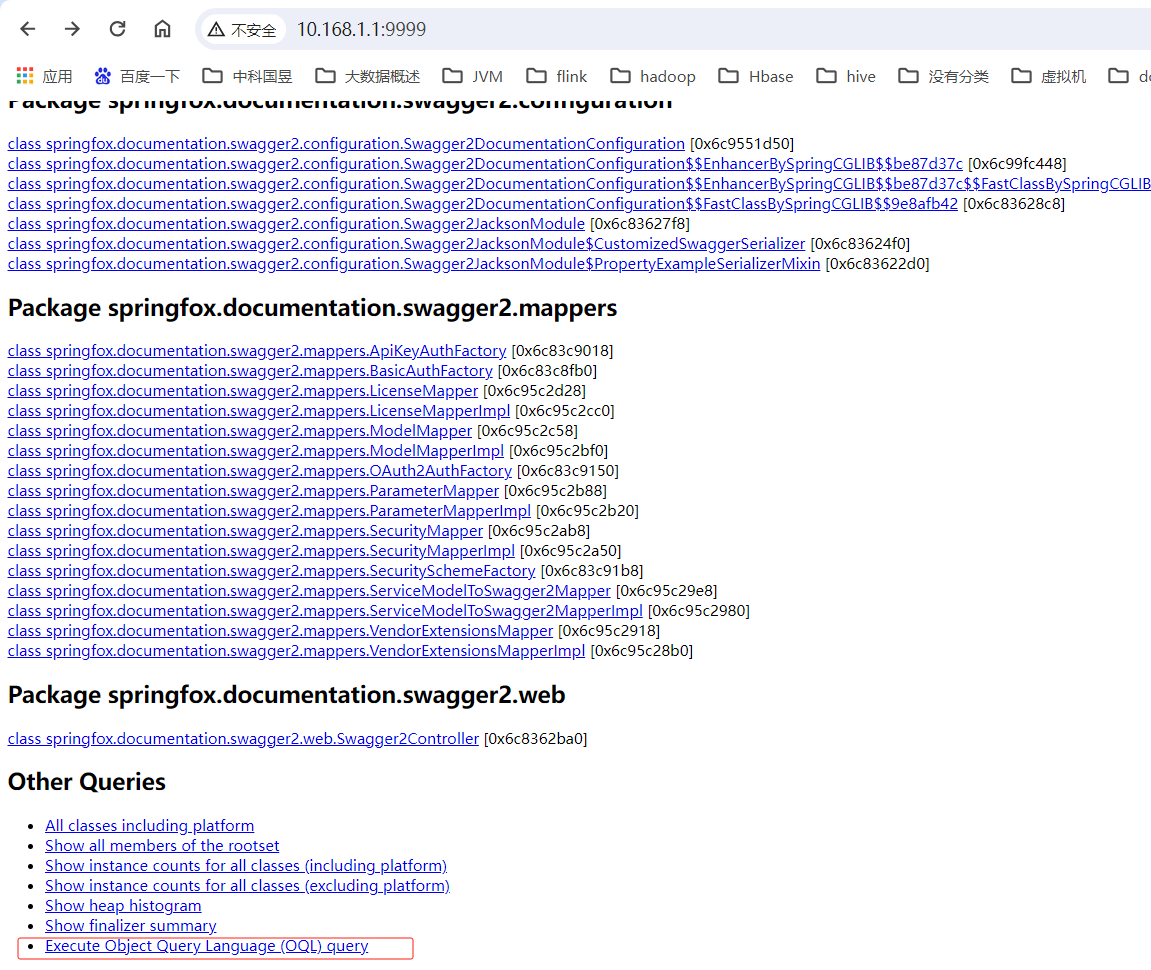 不安全 10.168.1.1:9999
应用 百度一下 中科国昱 大数据概述 JVM flink hadoop Hbase hive 没有分类 虚拟机
Package springfox.documentation.swagger2.configuration
class springfox.documentation.swagger2.configuration.Swagger2DocumentationConfiguration [0x6c9551d50]
class springfox.documentation.swagger2.configuration.Swagger2DocumentationConfiguration$$EnhancerBySpringCGLIB$$be87d37c [0x6c99fc448]
class springfox.documentation.swagger2.configuration.Swagger2DocumentationConfiguration$$EnhancerBySpringCGLIB$$be87d37c$$FastClassBySpringCGLIB
class springfox.documentation.swagger2.configuration.Swagger2DocumentationConfiguration$$FastClassBySpringCGLIB$$9e8afb42 [0x6c83628c8]
class springfox.documentation.swagger2.configuration.Swagger2JacksonModule [0x6c83627f8]
class springfox.documentation.swagger2.configuration.Swagger2JacksonModule$CustomizedSwaggerSerializer [0x6c83624f0]
class springfox.documentation.swagger2.configuration.Swagger2JacksonModule$PropertyExampleSerializerMixin [0x6c83622d0]
Package springfox.documentation.swagger2.mappers
class springfox.documentation.swagger2.mappers.ApiKeyAuthFactory [0x6c83c9018]
class springfox.documentation.swagger2.mappers.BasicAuthFactory [0x6c83c8fb0]
class springfox.documentation.swagger2.mappers.LicenseMapper [0x6c95c2d28]
class springfox.documentation.swagger2.mappers.LicenseMapperImpl [0x6c95c2cc0]
class springfox.documentation.swagger2.mappers.ModelMapper [0x6c95c2c58]
class springfox.documentation.swagger2.mappers.ModelMapperImpl [0x6c95c2bf0]
class springfox.documentation.swagger2.mappers.OAuth2AuthFactory [0x6c83c9150]
class springfox.documentation.swagger2.mappers.ParameterMapper [0x6c95c2b88]
class springfox.documentation.swagger2.mappers.ParameterMapperImpl [0x6c95c2b20]
class springfox.documentation.swagger2.mappers.SecurityMapper [0x6c95c2ab8]
class springfox.documentation.swagger2.mappers.SecurityMapperImpl [0x6c95c2a50]
class springfox.documentation.swagger2.mappers.SecuritySchemeFactory [0x6c83c91b8]
class springfox.documentation.swagger2.mappers.ServiceModelToSwagger2Mapper [0x6c95c29e8]
class springfox.documentation.swagger2.mappers.ServiceModelToSwagger2MapperImpl [0x6c95c2980]
class springfox.documentation.swagger2.mappers.VendorExtensionsMapper [0x6c95c2918]
class springfox.documentation.swagger2.mappers.VendorExtensionsMapperImpl [0x6c95c28b0]
Package springfox.documentation.swagger2.web
class springfox.documentation.swagger2.web.Swagger2Controller [0x6c8362ba0]
Other Queries
All classes including platform
Show all members of the rootset
Show instance counts for all classes (including platform)
Show instance counts for all classes (excluding platform)
Show heap histogram
Show finalizer summary
Execute Object Query Language (OQL) query